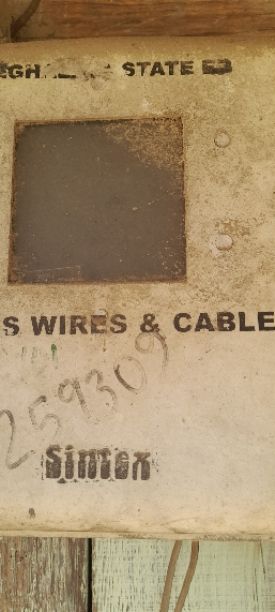 STATE
S WIRES & CABLE
259309
Sintex